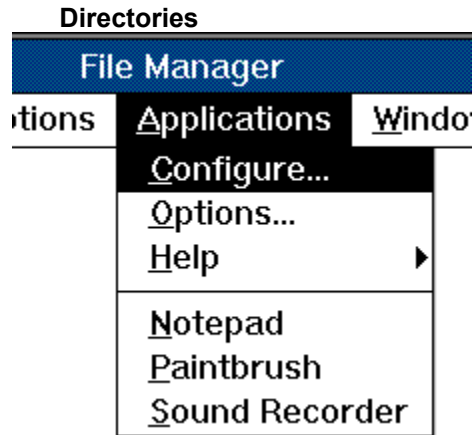 Directories
File Manager
tions Applications Windo
Configure...
Options...
Help
Notepad
Paintbrush
Sound Recorder